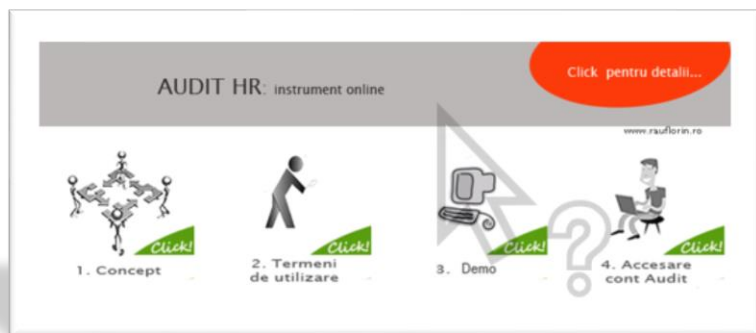 AUDIT HR: instrument online
Click pentru detalii...
www.rauflorin.ro
Click!
Click!
Click!
Click!
1. Concept
2. Termeni
de utilizare
3. Demo
4. Accesare
cont Audit